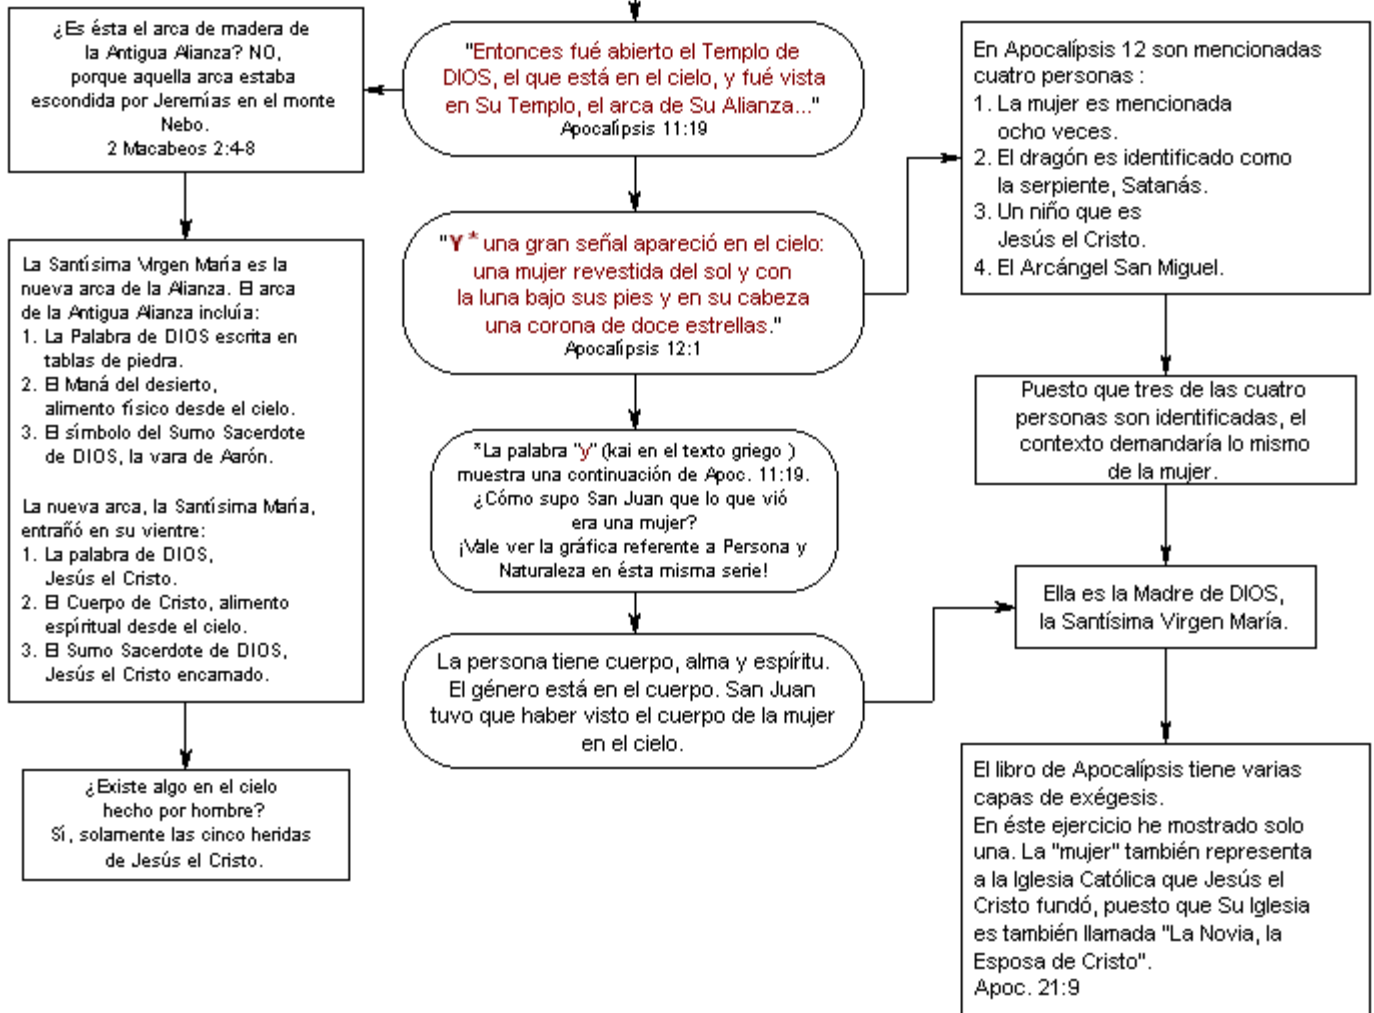 ¿Es ésta el arca de madera de
la Antigua Alianza? NO,
porque aquella arca estaba
escondida por Jeremías en el monte
Nebo.
2 Macabeos 2:4-8
La Santísima Virgen María es la
nueva arca de la Alianza. El arca
de la Antigua Alianza incluía:
1. La Palabra de DIOS escrita en
tablas de piedra.
2. El Maná del desierto,
alimento físico desde el cielo.
3. El símbolo del Sumo Sacerdote
de DIOS, la vara de Aarón.
La nueva arca, la Santísima María,
entrañó en su vientre:
1. La palabra de DIOS,
Jesús el Cristo.
2. El Cuerpo de Cristo, alimento
espíritual desde el cielo.
3. El Sumo Sacerdote de DIOS,
Jesús el Cristo encarnado.
¿Existe algo en el cielo
hecho por hombre?
Sí, solamente las cinco heridas
de Jesús el Cristo.
"Entonces fué abierto el Templo de
DIOS, el que está en el cielo, y fué vista
en Su Templo, el arca de Su Alianza..."
Apocalípsis 11:19
"Y * una gran señal apareció en el cielo:
una mujer revestida del sol y con
la luna bajo sus pies y en su cabeza
una corona de doce estrellas."
Apocalípsis 12:1
*La palabra "y" (kai en el texto griego )
muestra una continuación de Apoc. 11:19.
¿Cómo supo San Juan que lo que vió
era una mujer?
¡Vale ver la gráfica referente a Persona y
Naturaleza en ésta misma serie!
La persona tiene cuerpo, alma y espíritu.
El género está en el cuerpo. San Juan
tuvo que haber visto el cuerpo de la mujer
en el cielo.
En Apocalípsis 12 son mencionadas
cuatro personas :
1. La mujer es mencionada
ocho veces.
2. El dragón es identificado como
la serpiente, Satanás.
3. Un niño que es
Jesús el Cristo.
4. El Arcángel San Miguel.
Puesto que tres de las cuatro
personas son identificadas, el
contexto demandaría lo mismo
de la mujer.
Ella es la Madre de DIOS,
la Santísima Virgen María.
El libro de Apocalípsis tiene varias
capas de exégesis.
En éste ejercicio he mostrado solo
una. La "mujer" también representa
a la Iglesia Católica que Jesús el
Cristo fundó, puesto que Su Iglesia
es también llamada "La Novia, la
Esposa de Cristo".
Apoc. 21:9